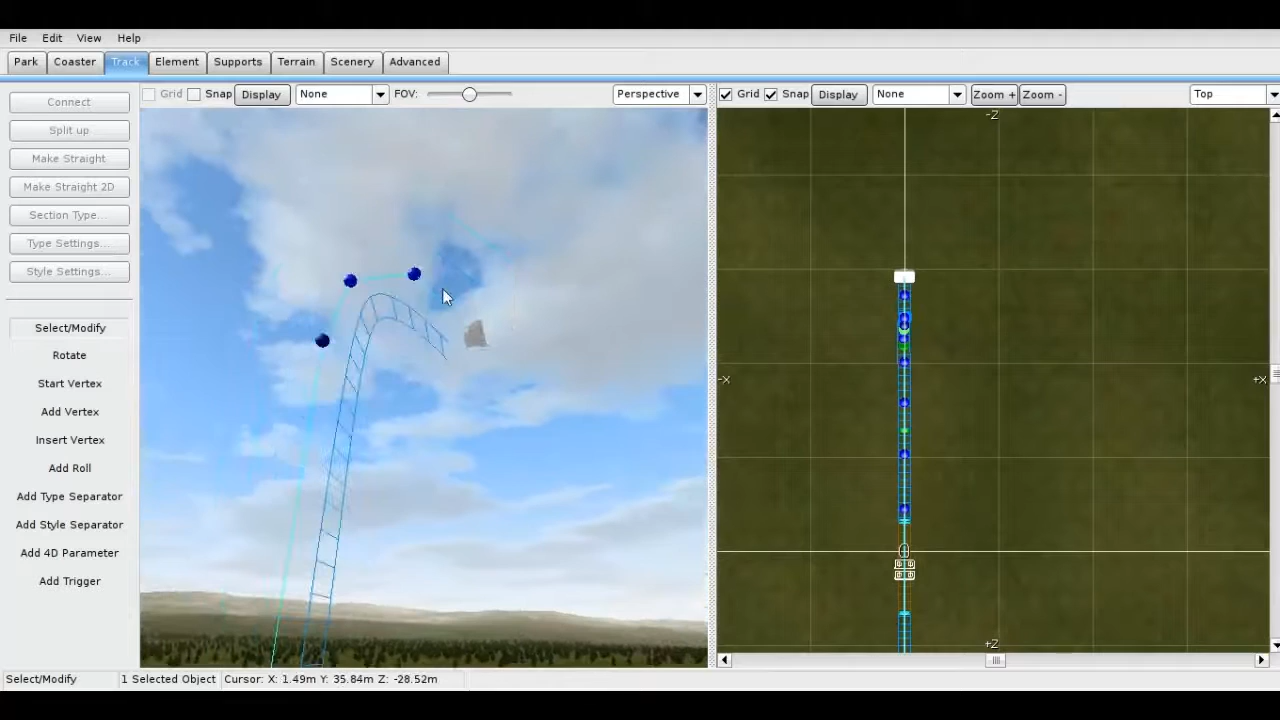 File Edit View Help
Park Coaster Track Element Supports Terrain Scenery Advanced
Grid Snap Display None FOV: Perspective
Grid Snap Display None Zoom + Zoom - Top
Connect
Split up
Make Straight
Make Straight 2D
Section Type...
Type Settings...
Style Settings...
Select/Modify
Rotate
Start Vertex
Add Vertex
Insert Vertex
Add Roll
Add Type Separator
Add Style Separator
Add 4D Parameter
Add Trigger
-Z
-X
+X
+Z
Select/Modify 1 Selected Object Cursor: X: 1.49m Y: 35.84m Z: -28.52m